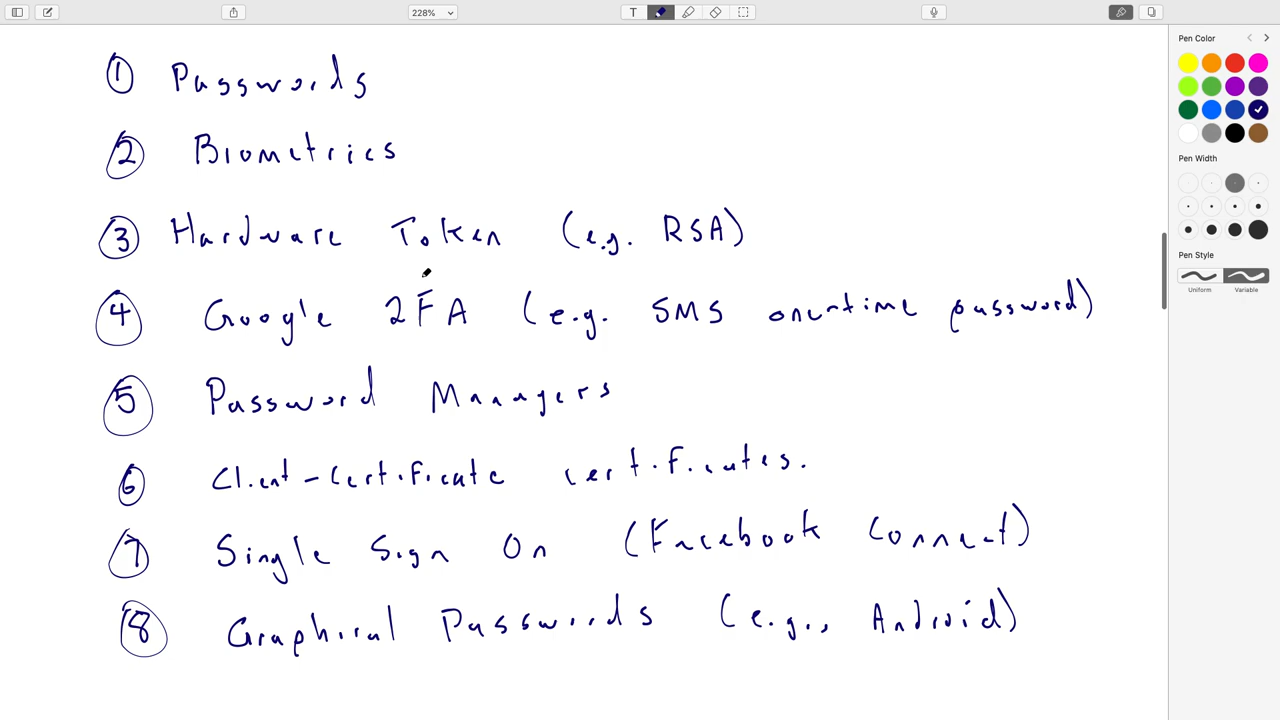 228%
T
Pen Color
① Passwords
② Biometrics
Pen Width
③ Hardware Token (e.g. RSA)
Pen Style
Uniform Variable
④ Google 2FA (e.g. SMS one-time password)
⑤ Password Managers
⑥ Client-Certificate certificates.
⑦ Single Sign On (Facebook Connect)
⑧ Graphical Passwords (e.g., Android)